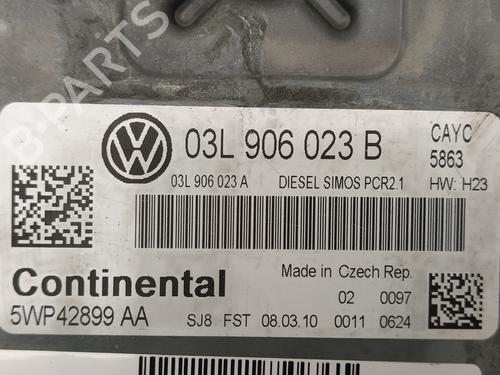 B-PARTS
03L 906 023 B
CAYC
5863
03L 906 023 A DIESEL SIMOS PCR2.1 HW: H23
Continental
Made in Czech Rep.
02 0097
5WP42899 AA SJ8 FST 08.03.10 0011 0624